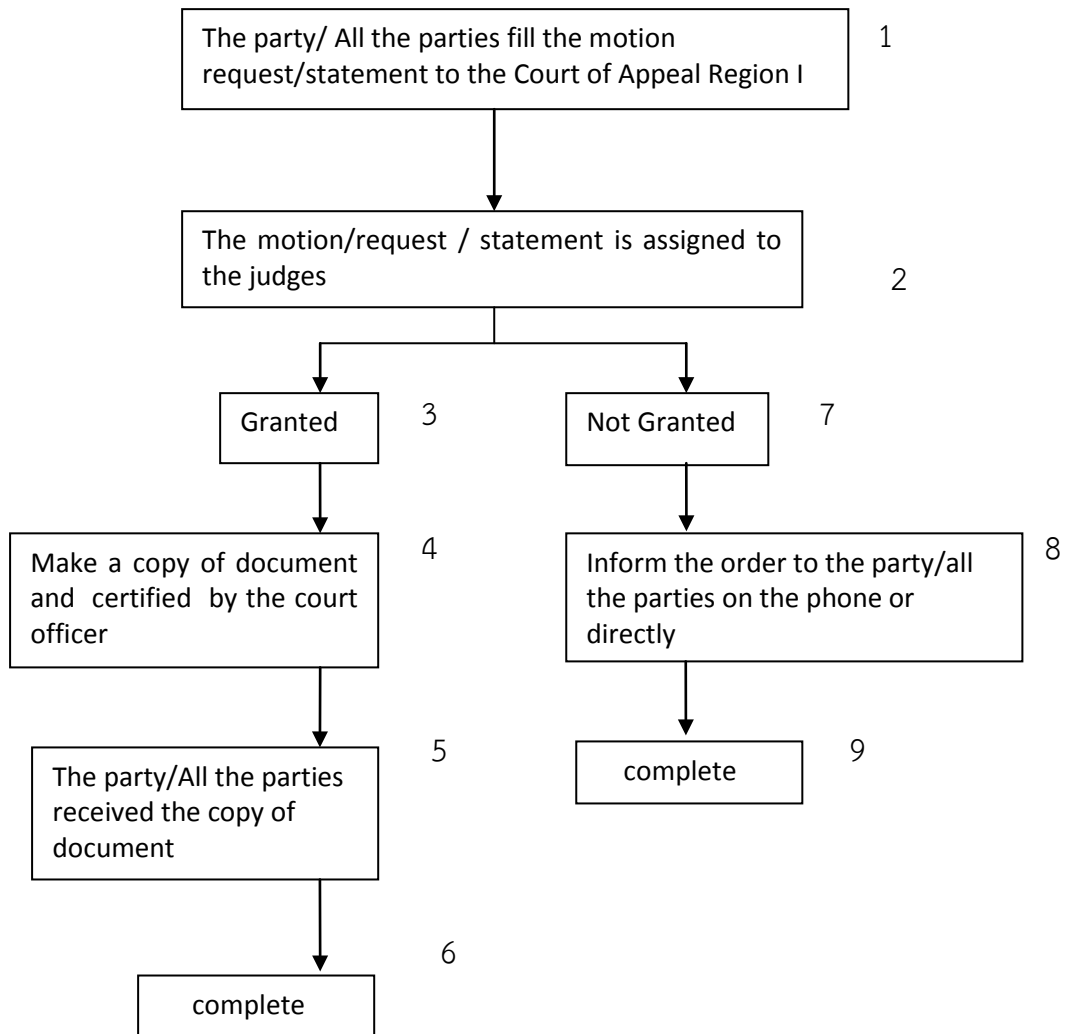 The party/ All the parties fill the motion
request/statement to the Court of Appeal Region I
1
The motion/request / statement is assigned to
the judges
2
Granted
3
Not Granted
7
Make a copy of document
and certified by the court
officer
4
Inform the order to the party/all
the parties on the phone or
directly
8
The party/All the parties
received the copy of
document
5
complete
9
complete
6